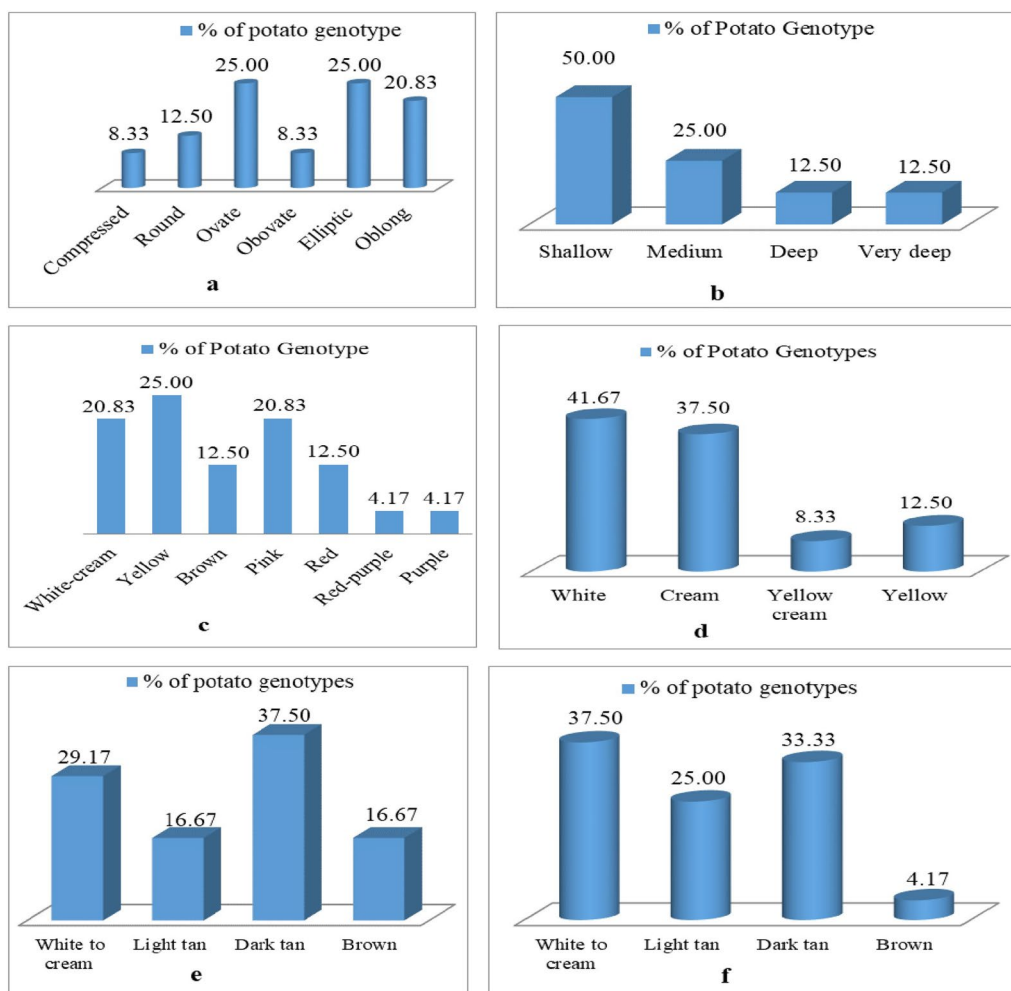 % of potato genotype
25.00 25.00
20.83
12.50
8.33 8.33
Compressed
Round
Ovate
Obovate
Elliptic
Oblong
a
% of Potato Genotype
50.00
25.00
12.50 12.50
Shallow Medium Deep Very deep
b
% of Potato Genotype
25.00
20.83 20.83
12.50 12.50
4.17 4.17
White-cream
Yellow
Brown
Pink
Red
Red-purple
Purple
c
% of Potato Genotypes
41.67
37.50
12.50
8.33
White Cream Yellow Yellow
cream
d
% of potato genotypes
37.50
29.17
16.67 16.67
White to Light tan Dark tan Brown
cream
e
% of potato genotypes
37.50
33.33
25.00
4.17
White to Light tan Dark tan Brown
cream
f